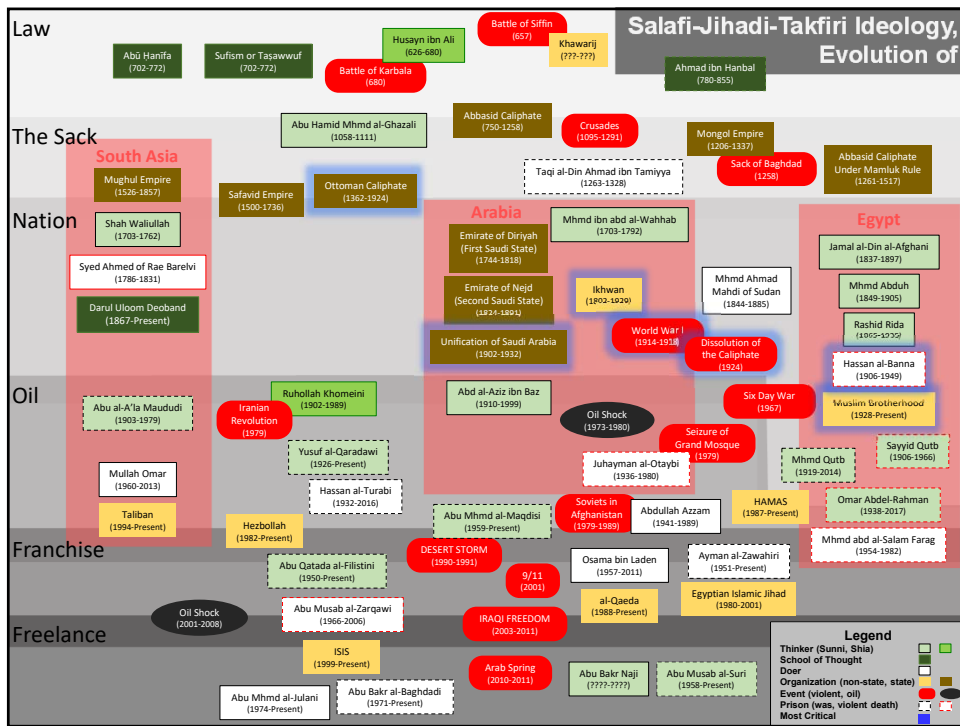 Law
Salafi-Jihadi-Takfiri Ideology,
Evolution of
Battle of Siffin
(657)
Husayn ibn Ali
(626-680)
Khawarij
(???-???)
Abū Ḥanīfa
(702-772)
Sufism or Taṣawwuf
(702-772)
Battle of Karbala
(680)
Ahmad ibn Hanbal
(780-855)
The Sack
Abu Hamid Mhmd al-Ghazali
(1058-1111)
Abbasid Caliphate
(750-1258)
Crusades
(1095-1291)
Mongol Empire
(1206-1337)
Sack of Baghdad
(1258)
Abbasid Caliphate
Under Mamluk Rule
(1261-1517)
South Asia
Mughul Empire
(1526-1857)
Safavid Empire
(1500-1736)
Ottoman Caliphate
(1362-1924)
Taqi al-Din Ahmad ibn Tamiyya
(1263-1328)
Nation
Arabia
Egypt
Shah Waliullah
(1703-1762)
Syed Ahmed of Rae Barelvi
(1786-1831)
Darul Uloom Deoband
(1867-Present)
Emirate of Diriyah
(First Saudi State)
(1744-1818)
Mhmd ibn abd al-Wahhab
(1703-1792)
Emirate of Nejd
(Second Saudi State)
(1824-1891)
Ikhwan
(1802-1929)
Mhmd Ahmad
Mahdi of Sudan
(1844-1885)
Jamal al-Din al-Afghani
(1837-1897)
Mhmd Abduh
(1849-1905)
Rashid Rida
(1865-1935)
Unification of Saudi Arabia
(1902-1932)
World War I
(1914-1918)
Dissolution of
the Caliphate
(1924)
Hassan al-Banna
(1906-1949)
Oil
Muslim Brotherhood
(1928-Present)
Abu al-A'la Maududi
(1903-1979)
Iranian
Revolution
(1979)
Ruhollah Khomeini
(1902-1989)
Abd al-Aziz ibn Baz
(1910-1999)
Oil Shock
(1973-1980)
Six Day War
(1967)
Seizure of
Grand Mosque
(1979)
Yusuf al-Qaradawi
(1926-Present)
Juhayman al-Otaybi
(1936-1980)
Mhmd Qutb
(1919-2014)
Sayyid Qutb
(1906-1966)
Mullah Omar
(1960-2013)
Hassan al-Turabi
(1932-2016)
Taliban
(1994-Present)
Hezbollah
(1982-Present)
Abu Mhmd al-Maqdisi
(1959-Present)
Soviets in
Afghanistan
(1979-1989)
Abdullah Azzam
(1941-1989)
HAMAS
(1987-Present)
Omar Abdel-Rahman
(1938-2017)
Mhmd abd al-Salam Farag
(1954-1982)
Franchise
Abu Qatada al-Filistini
(1950-Present)
DESERT STORM
(1990-1991)
9/11
(2001)
Osama bin Laden
(1957-2011)
Ayman al-Zawahiri
(1951-Present)
al-Qaeda
(1988-Present)
Egyptian Islamic Jihad
(1980-2001)
Oil Shock
(2001-2008)
Abu Musab al-Zarqawi
(1966-2006)
IRAQI FREEDOM
(2003-2011)
Freelance
ISIS
(1999-Present)
Arab Spring
(2010-2011)
Abu Bakr Naji
(????-????)
Abu Musab al-Suri
(1958-Present)
Abu Mhmd al-Julani
(1974-Present)
Abu Bakr al-Baghdadi
(1971-Present)
Legend
Thinker (Sunni, Shia)
School of Thought
Doer
Organization (non-state, state)
Event (violent, oil)
Prison (was, violent death)
Most Critical